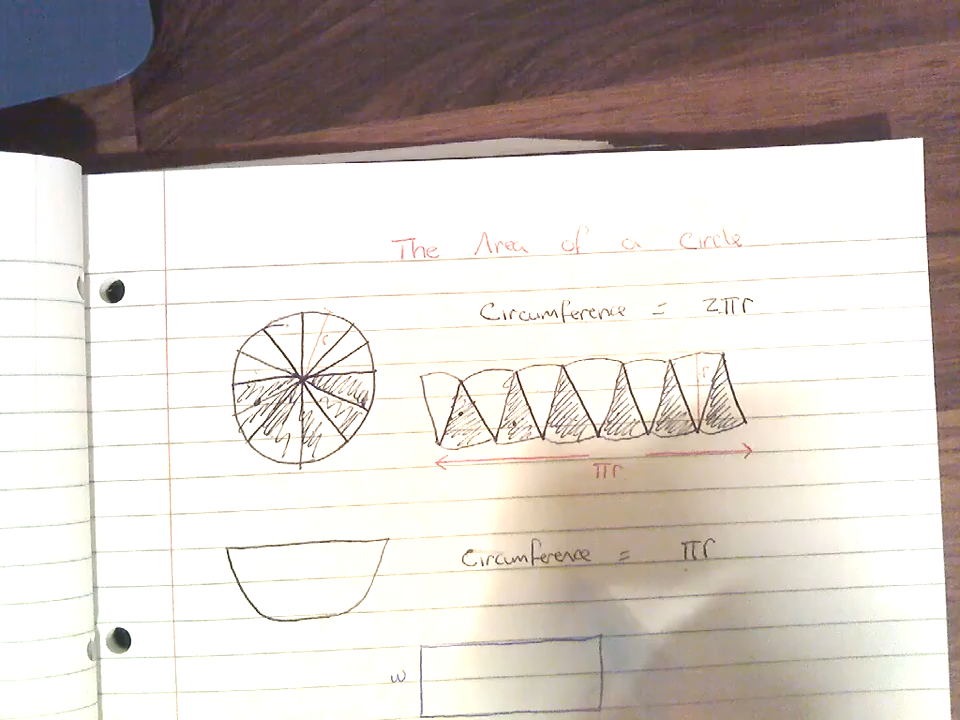 The Area of a Circle
Circumference = 2πr
r
r
πr
Circumference = πr
w